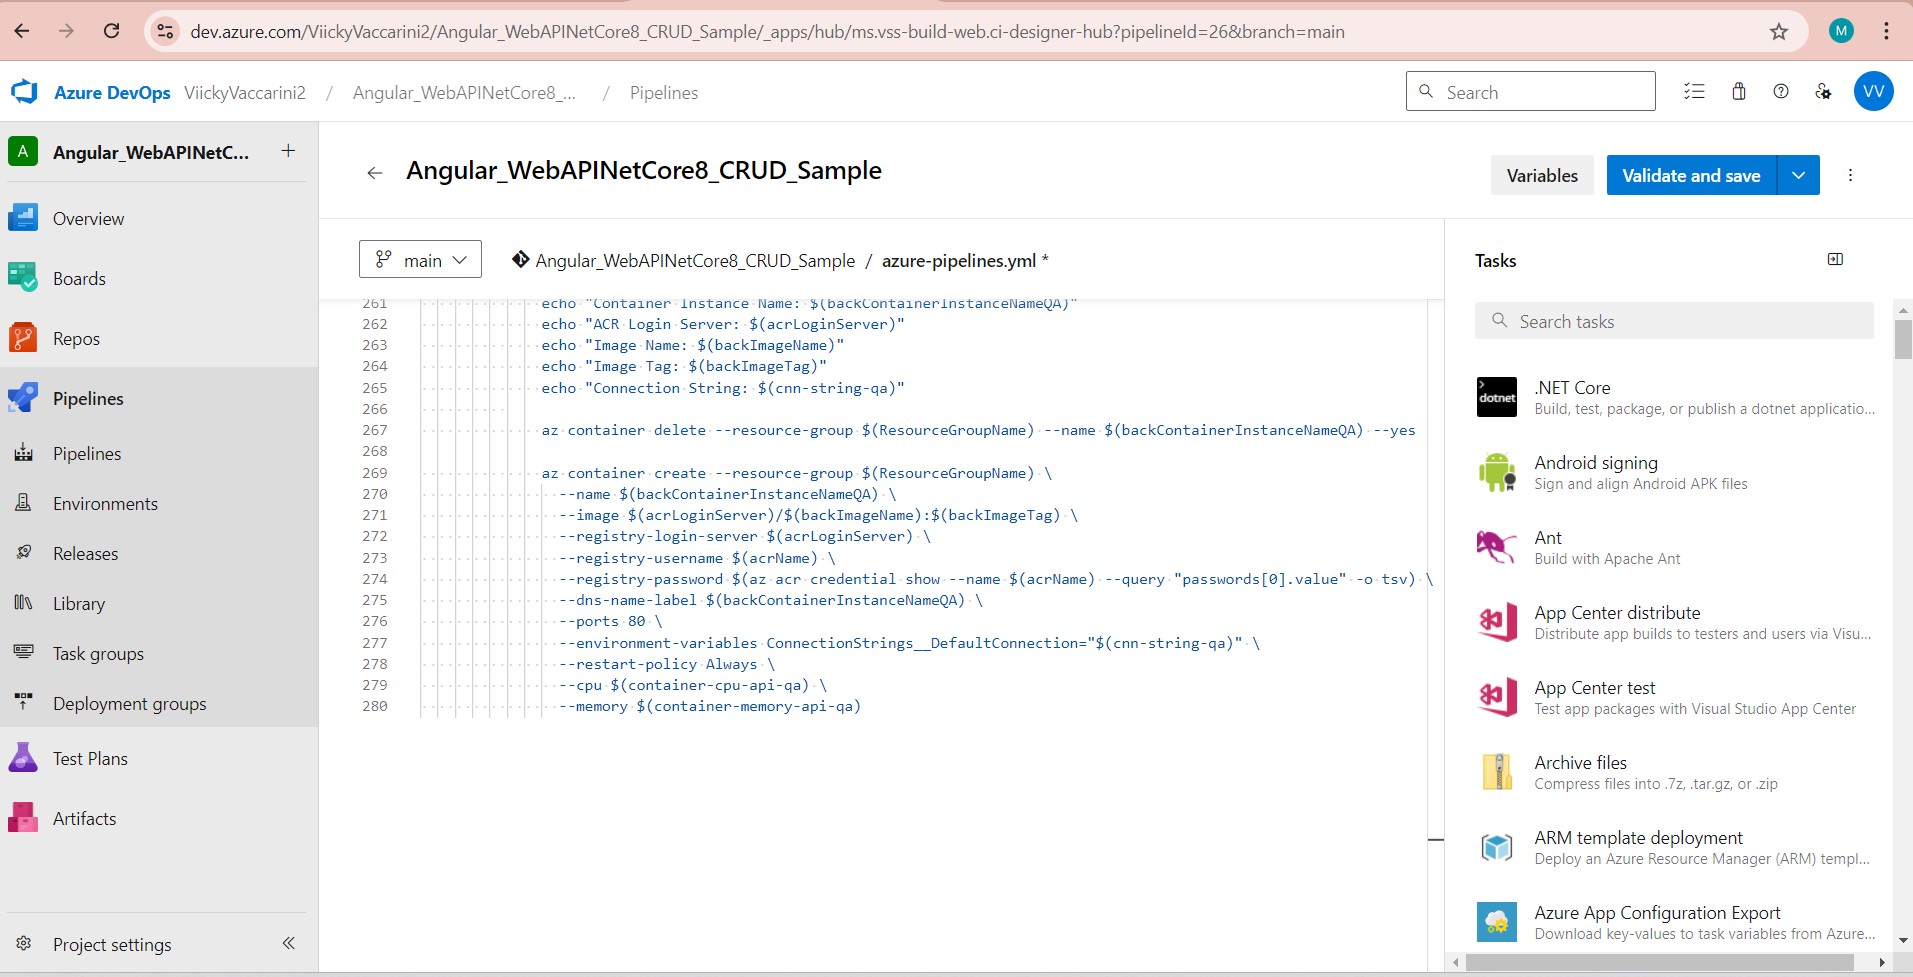 dev.azure.com/ViickyVaccarini2/Angular_WebAPINetCore8_CRUD_Sample/_apps/hub/ms.vss-build-web.ci-designer-hub?pipelineId=26&branch=main
M
Azure DevOps ViickyVaccarini2 / Angular_WebAPINetCore8_... / Pipelines
Search
VV
A Angular_WebAPINetC... +
Overview
Boards
Repos
Pipelines
Pipelines
Environments
Releases
Library
Task groups
Deployment groups
Test Plans
Artifacts
Project settings
Angular_WebAPINetCore8_CRUD_Sample
Variables
Validate and save
main
Angular_WebAPINetCore8_CRUD_Sample / azure-pipelines.yml *
261 echo "Container Instance Name: $(backContainerInstanceNameQA)"
262 echo "ACR Login Server: $(acrLoginServer)"
263 echo "Image Name: $(backImageName)"
264 echo "Image Tag: $(backImageTag)"
265 echo "Connection String: $(cnn-string-qa)"
266
267 az container delete --resource-group $(ResourceGroupName) --name $(backContainerInstanceNameQA) --yes
268
269 az container create --resource-group $(ResourceGroupName) \
270 --name $(backContainerInstanceNameQA) \
271 --image $(acrLoginServer)/$(backImageName):$(backImageTag) \
272 --registry-login-server $(acrLoginServer) \
273 --registry-username $(acrName) \
274 --registry-password $(az acr credential show --name $(acrName) --query "passwords[0].value" -o tsv) \
275 --dns-name-label $(backContainerInstanceNameQA) \
276 --ports 80 \
277 --environment-variables ConnectionStrings__DefaultConnection="$(cnn-string-qa)" \
278 --restart-policy Always \
279 --cpu $(container-cpu-api-qa) \
280 --memory $(container-memory-api-qa)
Tasks
Search tasks
dotnet
.NET Core
Build, test, package, or publish a dotnet applicatio...
Android signing
Sign and align Android APK files
Ant
Build with Apache Ant
App Center distribute
Distribute app builds to testers and users via Visu...
App Center test
Test app packages with Visual Studio App Center
Archive files
Compress files into .7z, .tar.gz, or .zip
ARM template deployment
Deploy an Azure Resource Manager (ARM) templ...
Azure App Configuration Export
Download key-values to task variables from Azure...